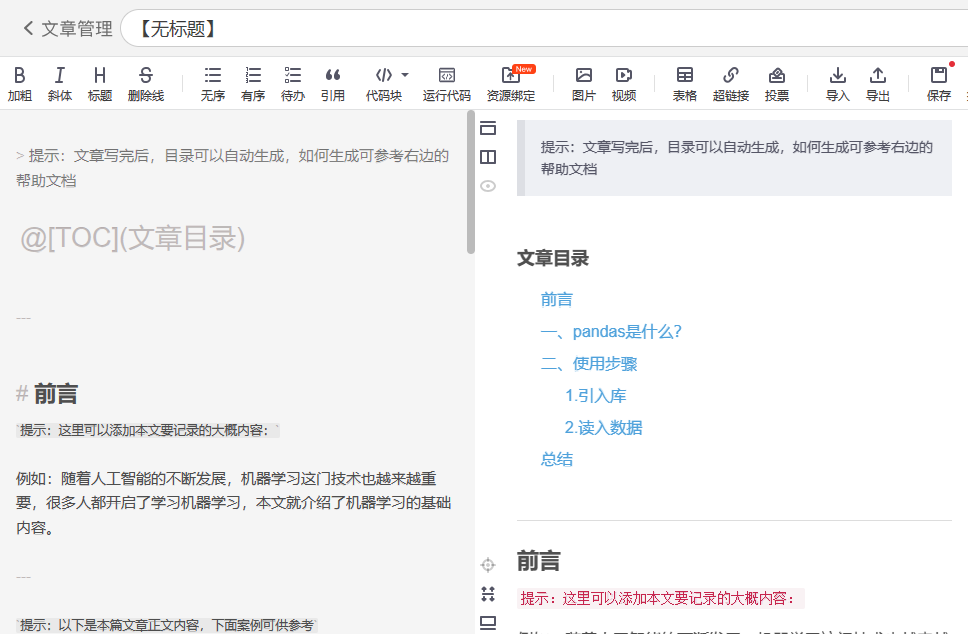 文章管理
【无标题】
New
加粗 斜体 标题 删除线 无序 有序 待办 引用 代码块 运行代码 资源绑定 图片 视频 表格 超链接 投票 导入 导出 保存
> 提示：文章写完后，目录可以自动生成，如何生成可参考右边的
帮助文档
@[TOC](文章目录)
---
# 前言
`提示：这里可以添加本文要记录的大概内容：`
例如：随着人工智能的不断发展，机器学习这门技术也越来越重
要，很多人都开启了学习机器学习，本文就介绍了机器学习的基础
内容。
---
`提示：以下是本篇文章正文内容，下面案例可供参考`
提示：文章写完后，目录可以自动生成，如何生成可参考右边的
帮助文档
文章目录
前言
一、pandas是什么？
二、使用步骤
1.引入库
2.读入数据
总结
前言
提示：这里可以添加本文要记录的大概内容：